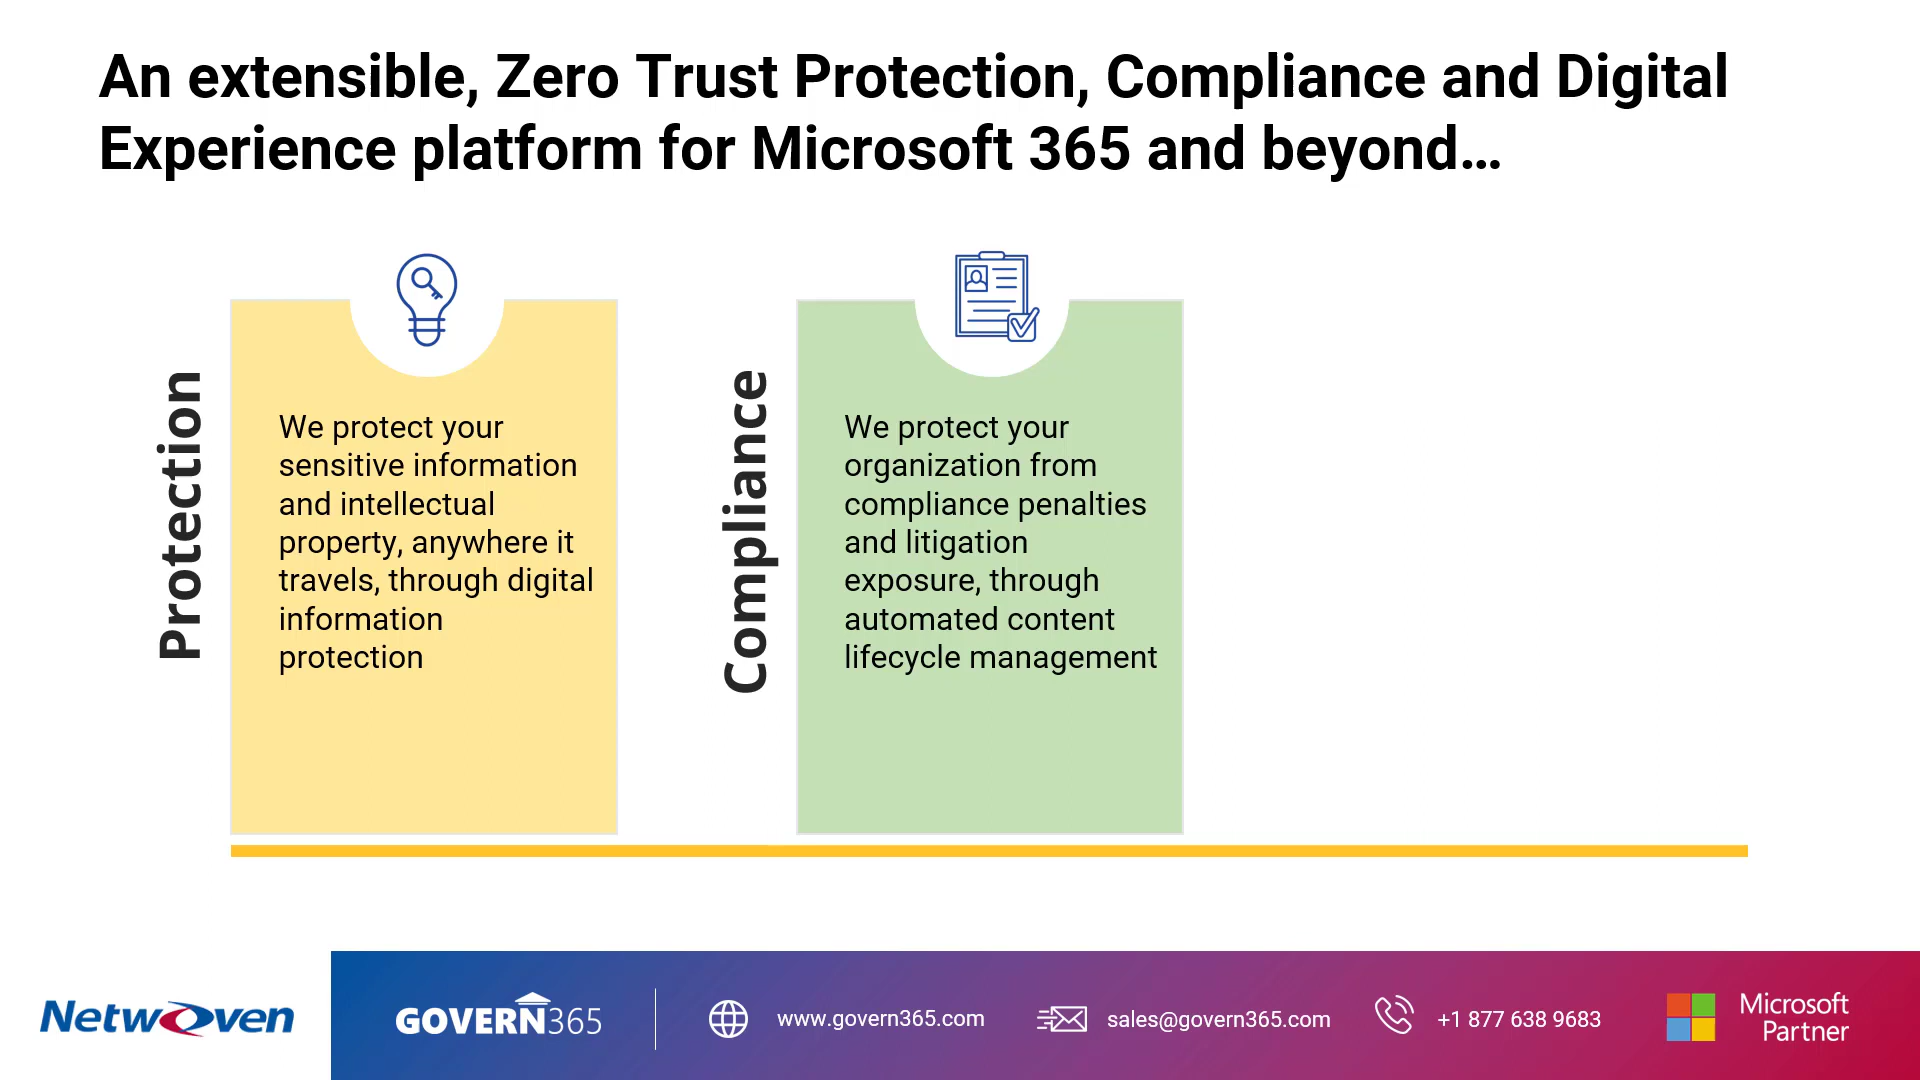 An extensible, Zero Trust Protection, Compliance and Digital
Experience platform for Microsoft 365 and beyond…
Protection
We protect your
sensitive information
and intellectual
property, anywhere it
travels, through digital
information
protection
Compliance
We protect your
organization from
compliance penalties
and litigation
exposure, through
automated content
lifecycle management
Netwoven
GOVERN365
www.govern365.com
sales@govern365.com
+1 877 638 9683
Microsoft
Partner